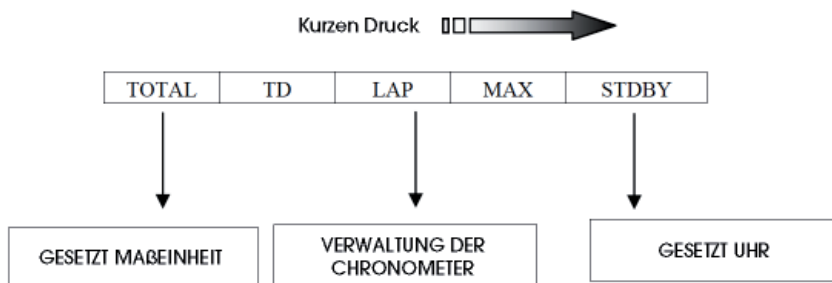 Kurzen Druck
TOTAL TD LAP MAX STDBY
GESETZT MAßEINHEIT
VERWALTUNG DER
CHRONOMETER
GESETZT UHR